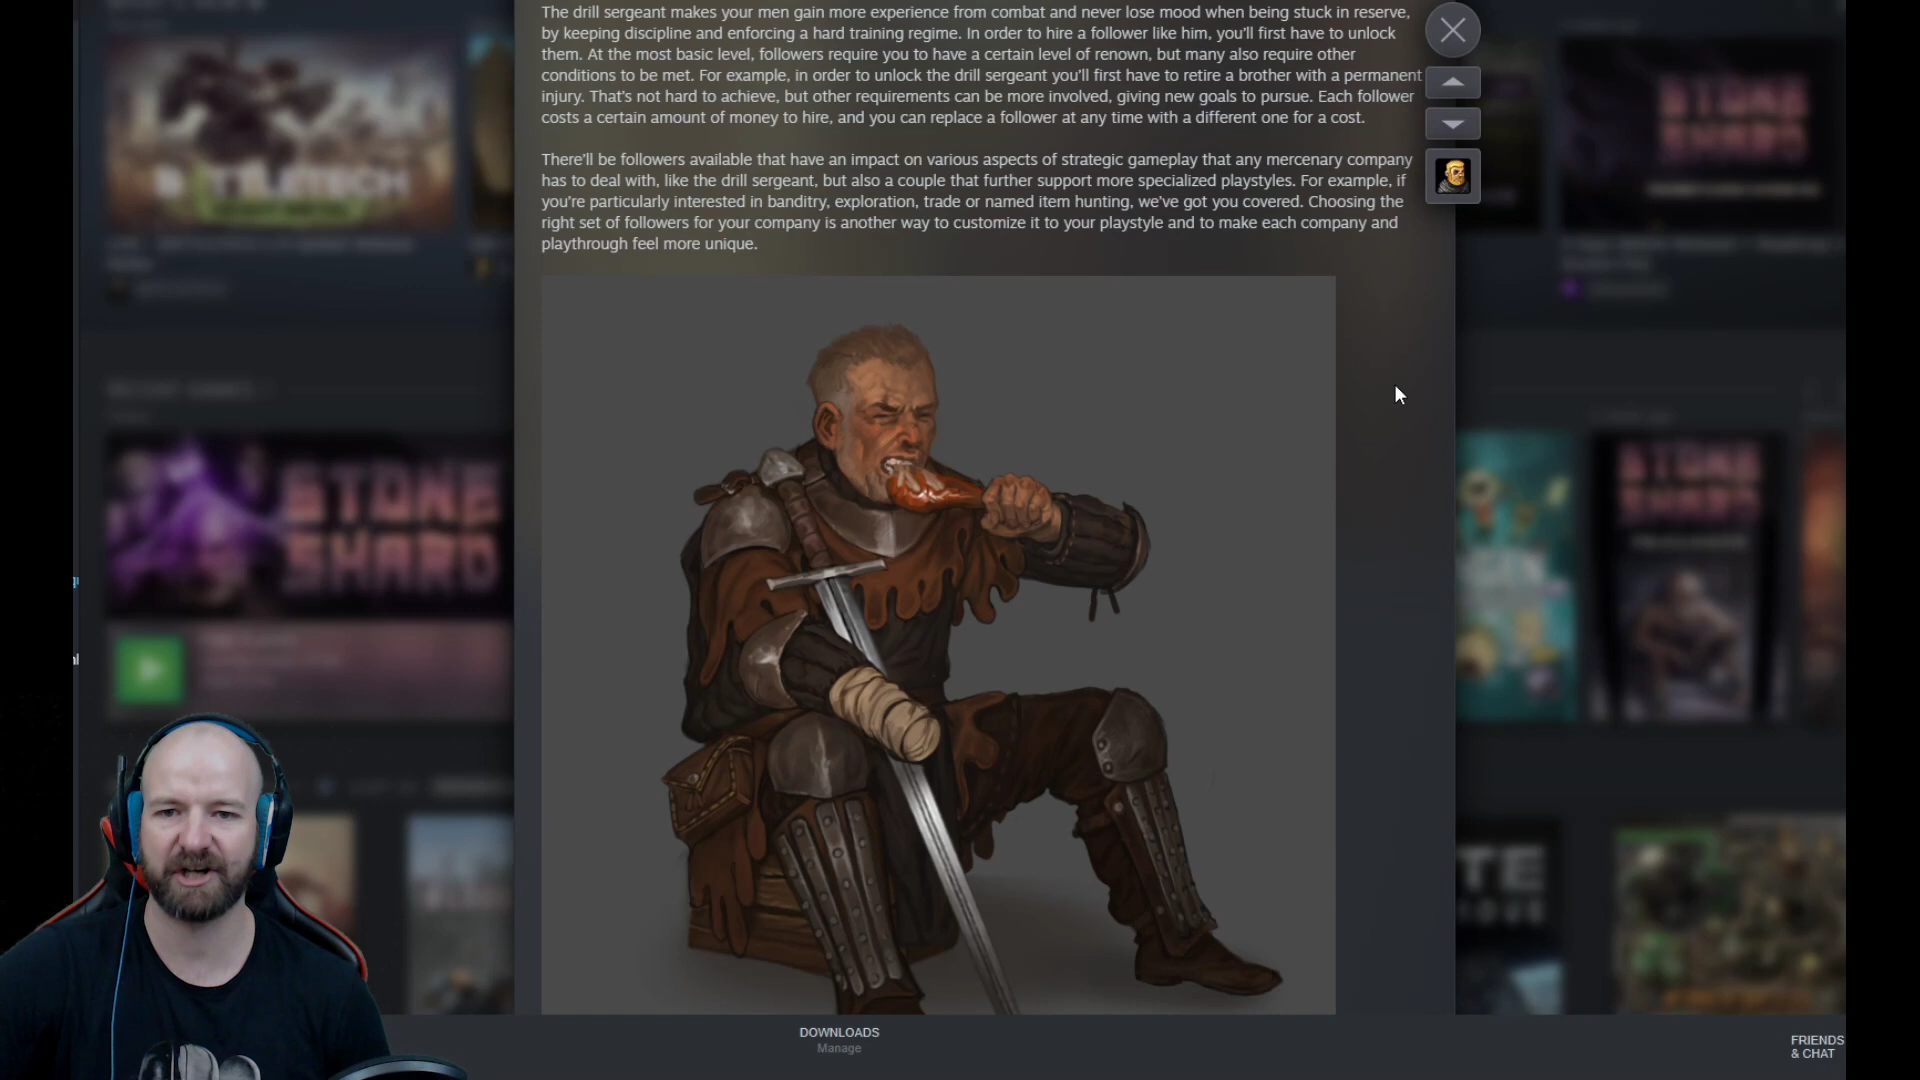 The drill sergeant makes your men gain more experience from combat and never lose mood when being stuck in reserve,
by keeping discipline and enforcing a hard training regime. In order to hire a follower like him, you'll first have to unlock
them. At the most basic level, followers require you to have a certain level of renown, but many also require other
conditions to be met. For example, in order to unlock the drill sergeant you'll first have to retire a brother with a permanent
injury. That's not hard to achieve, but other requirements can be more involved, giving new goals to pursue. Each follower
costs a certain amount of money to hire, and you can replace a follower at any time with a different one for a cost.
There'll be followers available that have an impact on various aspects of strategic gameplay that any mercenary company
has to deal with, like the drill sergeant, but also a couple that further support more specialized playstyles. For example, if
you're particularly interested in banditry, exploration, trade or named item hunting, we've got you covered. Choosing the
right set of followers for your company is another way to customize it to your playstyle and to make each company and
playthrough feel more unique.
STONE
SHARD
STONE
SHARD
STONE
SHARD
DOWNLOADS
Manage
FRIENDS
& CHAT